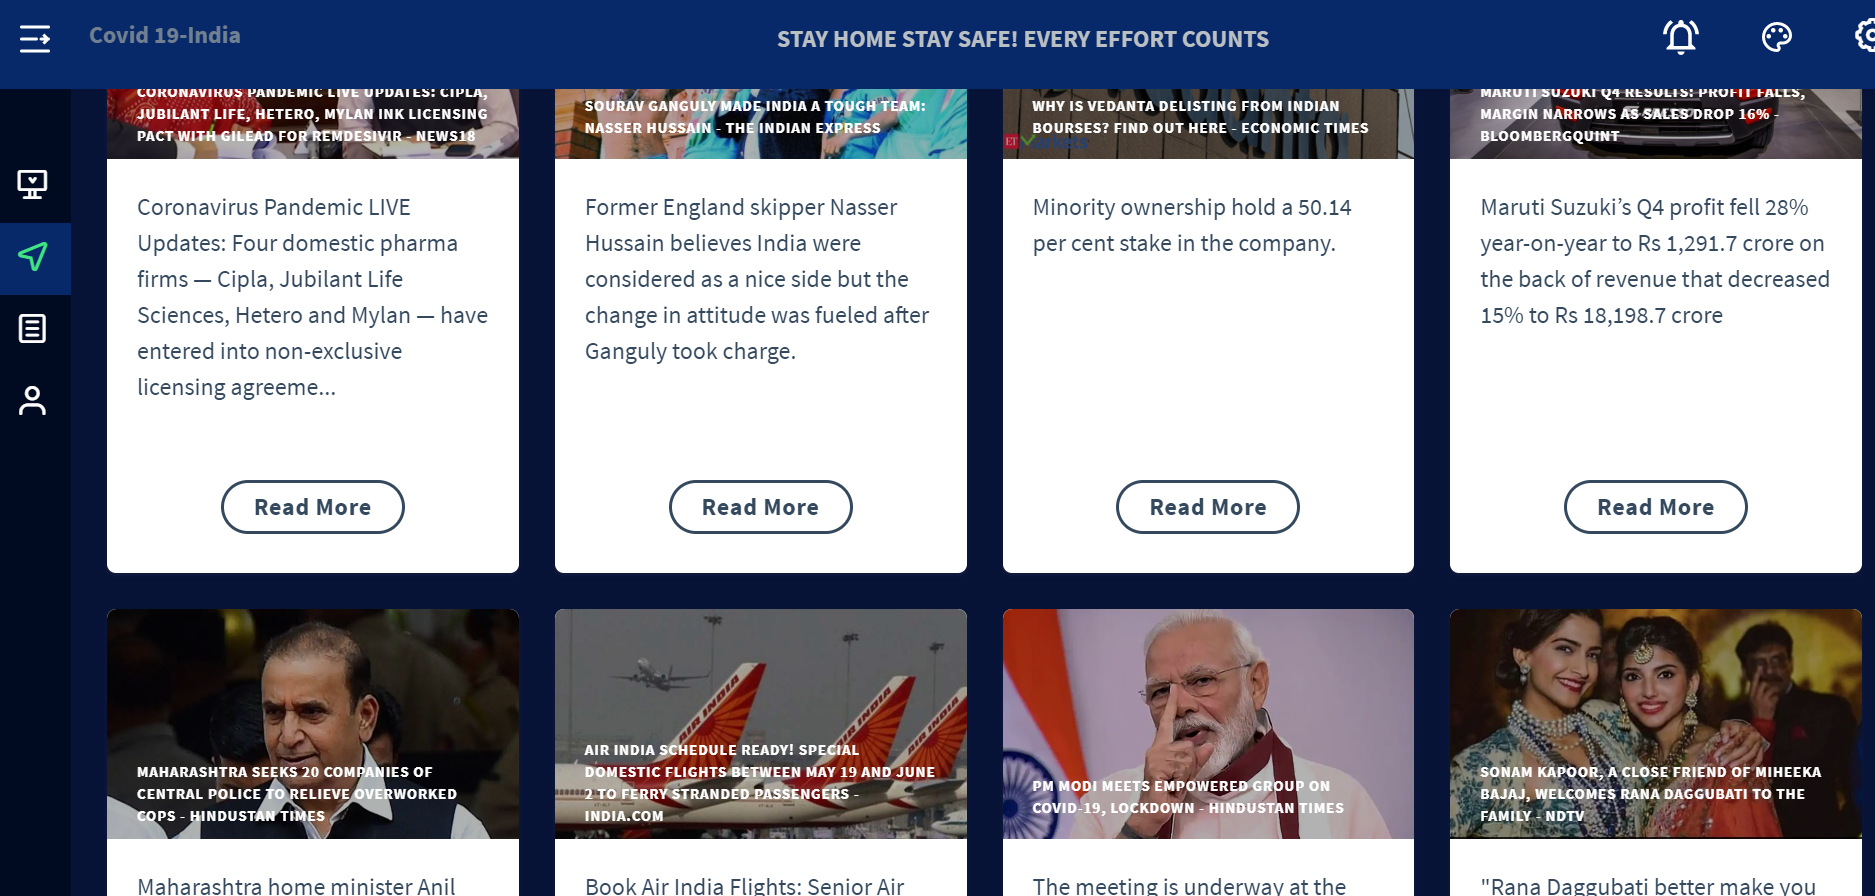 Covid 19-India
STAY HOME STAY SAFE! EVERY EFFORT COUNTS
CORONAVIRUS PANDEMIC LIVE UPDATES: CIPLA,
JUBILANT LIFE, HETERO, MYLAN INK LICENSING
PACT WITH GILEAD FOR REMDESIVIR - NEWS18
Coronavirus Pandemic LIVE
Updates: Four domestic pharma
firms — Cipla, Jubilant Life
Sciences, Hetero and Mylan — have
entered into non-exclusive
licensing agreeme...
Read More
SOURAV GANGULY MADE INDIA A TOUGH TEAM:
NASSER HUSSAIN - THE INDIAN EXPRESS
Former England skipper Nasser
Hussain believes India were
considered as a nice side but the
change in attitude was fueled after
Ganguly took charge.
Read More
WHY IS VEDANTA DELISTING FROM INDIAN
BOURSES? FIND OUT HERE - ECONOMIC TIMES
ET
Minority ownership hold a 50.14
per cent stake in the company.
Read More
MARUTI SUZUKI Q4 RESULTS: PROFIT FALLS,
MARGIN NARROWS AS SALES DROP 16% -
BLOOMBERGQUINT
Maruti Suzuki’s Q4 profit fell 28%
year-on-year to Rs 1,291.7 crore on
the back of revenue that decreased
15% to Rs 18,198.7 crore
Read More
MAHARASHTRA SEEKS 20 COMPANIES OF
CENTRAL POLICE TO RELIEVE OVERWORKED
COPS - HINDUSTAN TIMES
Maharashtra home minister Anil
AIR INDIA
AIR INDIA
AIR INDIA
AIR INDIA SCHEDULE READY! SPECIAL
DOMESTIC FLIGHTS BETWEEN MAY 19 AND JUNE
2 TO FERRY STRANDED PASSENGERS -
INDIA.COM
Book Air India Flights: Senior Air
PM MODI MEETS EMPOWERED GROUP ON
COVID-19, LOCKDOWN - HINDUSTAN TIMES
The meeting is underway at the
SONAM KAPOOR, A CLOSE FRIEND OF MIHEEKA
BAJAJ, WELCOMES RANA DAGGUBATI TO THE
FAMILY - NDTV
"Rana Daggubati better make you